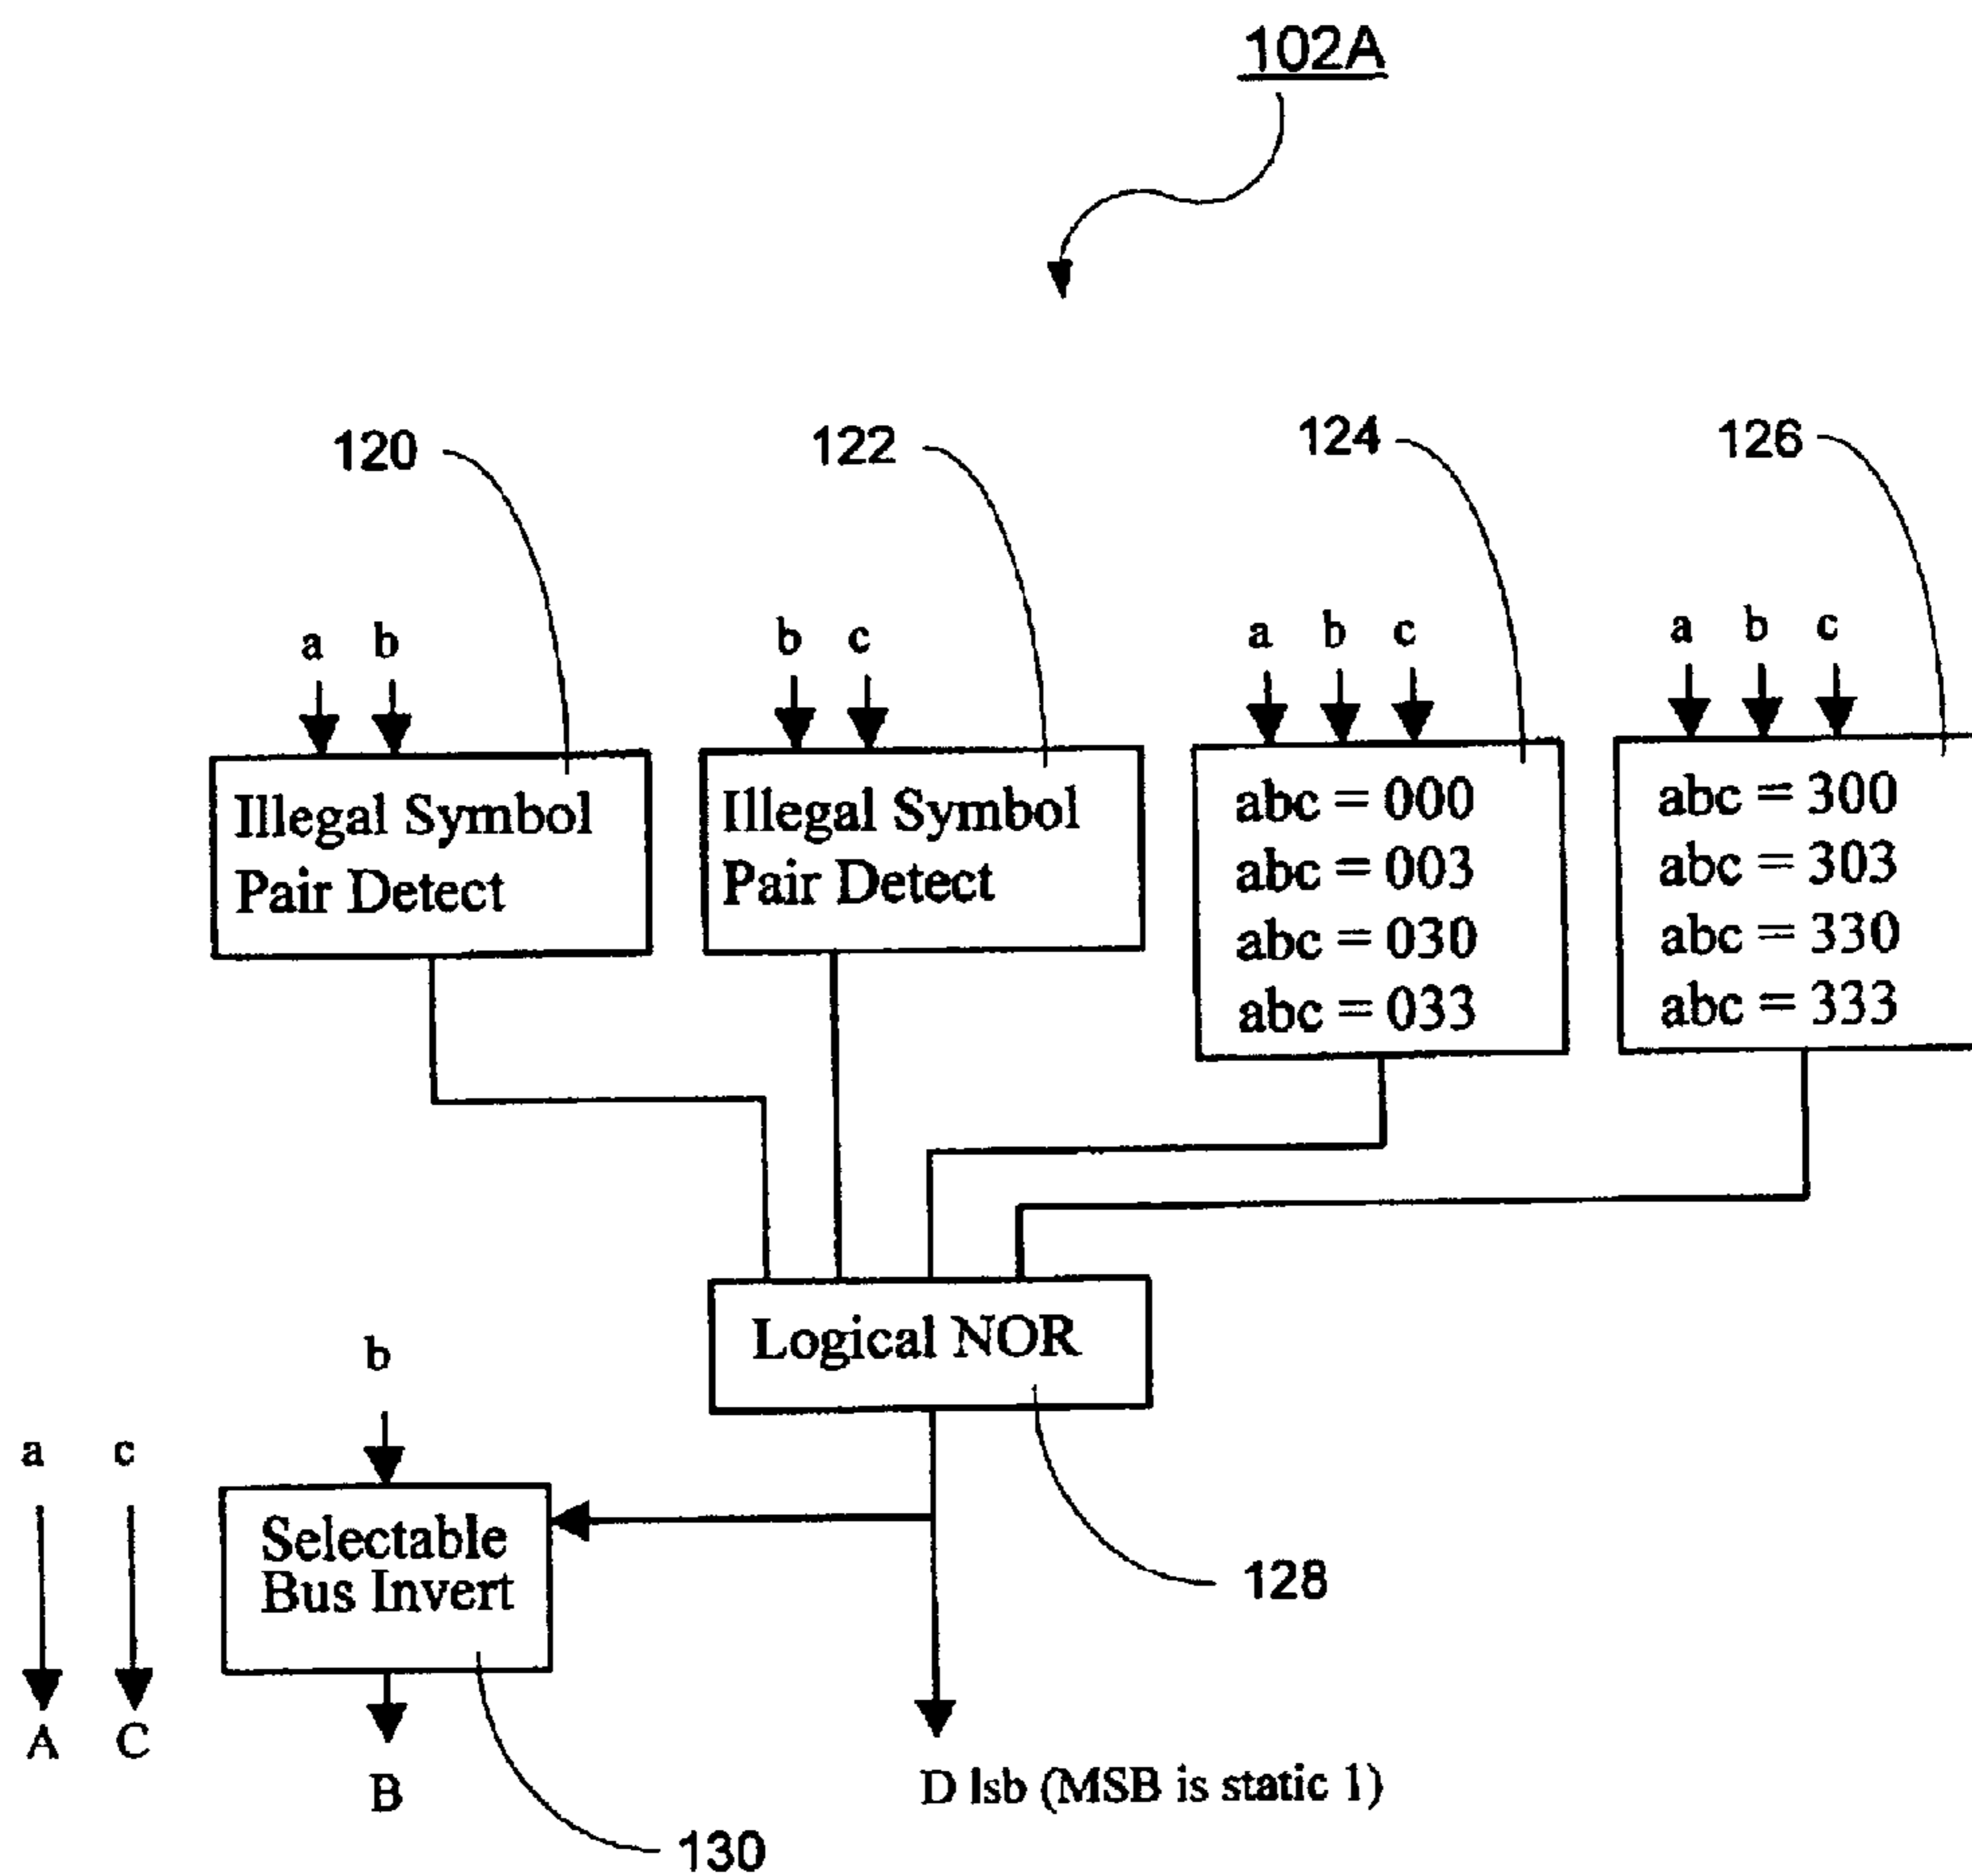 102A
120
122
124
126
a b
b c
a b c
a b c
Illegal Symbol
Pair Detect
Illegal Symbol
Pair Detect
abc = 000
abc = 003
abc = 030
abc = 033
abc = 300
abc = 303
abc = 330
abc = 333
Logical NOR
b
a c
Selectable
Bus Invert
128
A C
B
D lsb (MSB is static 1)
130